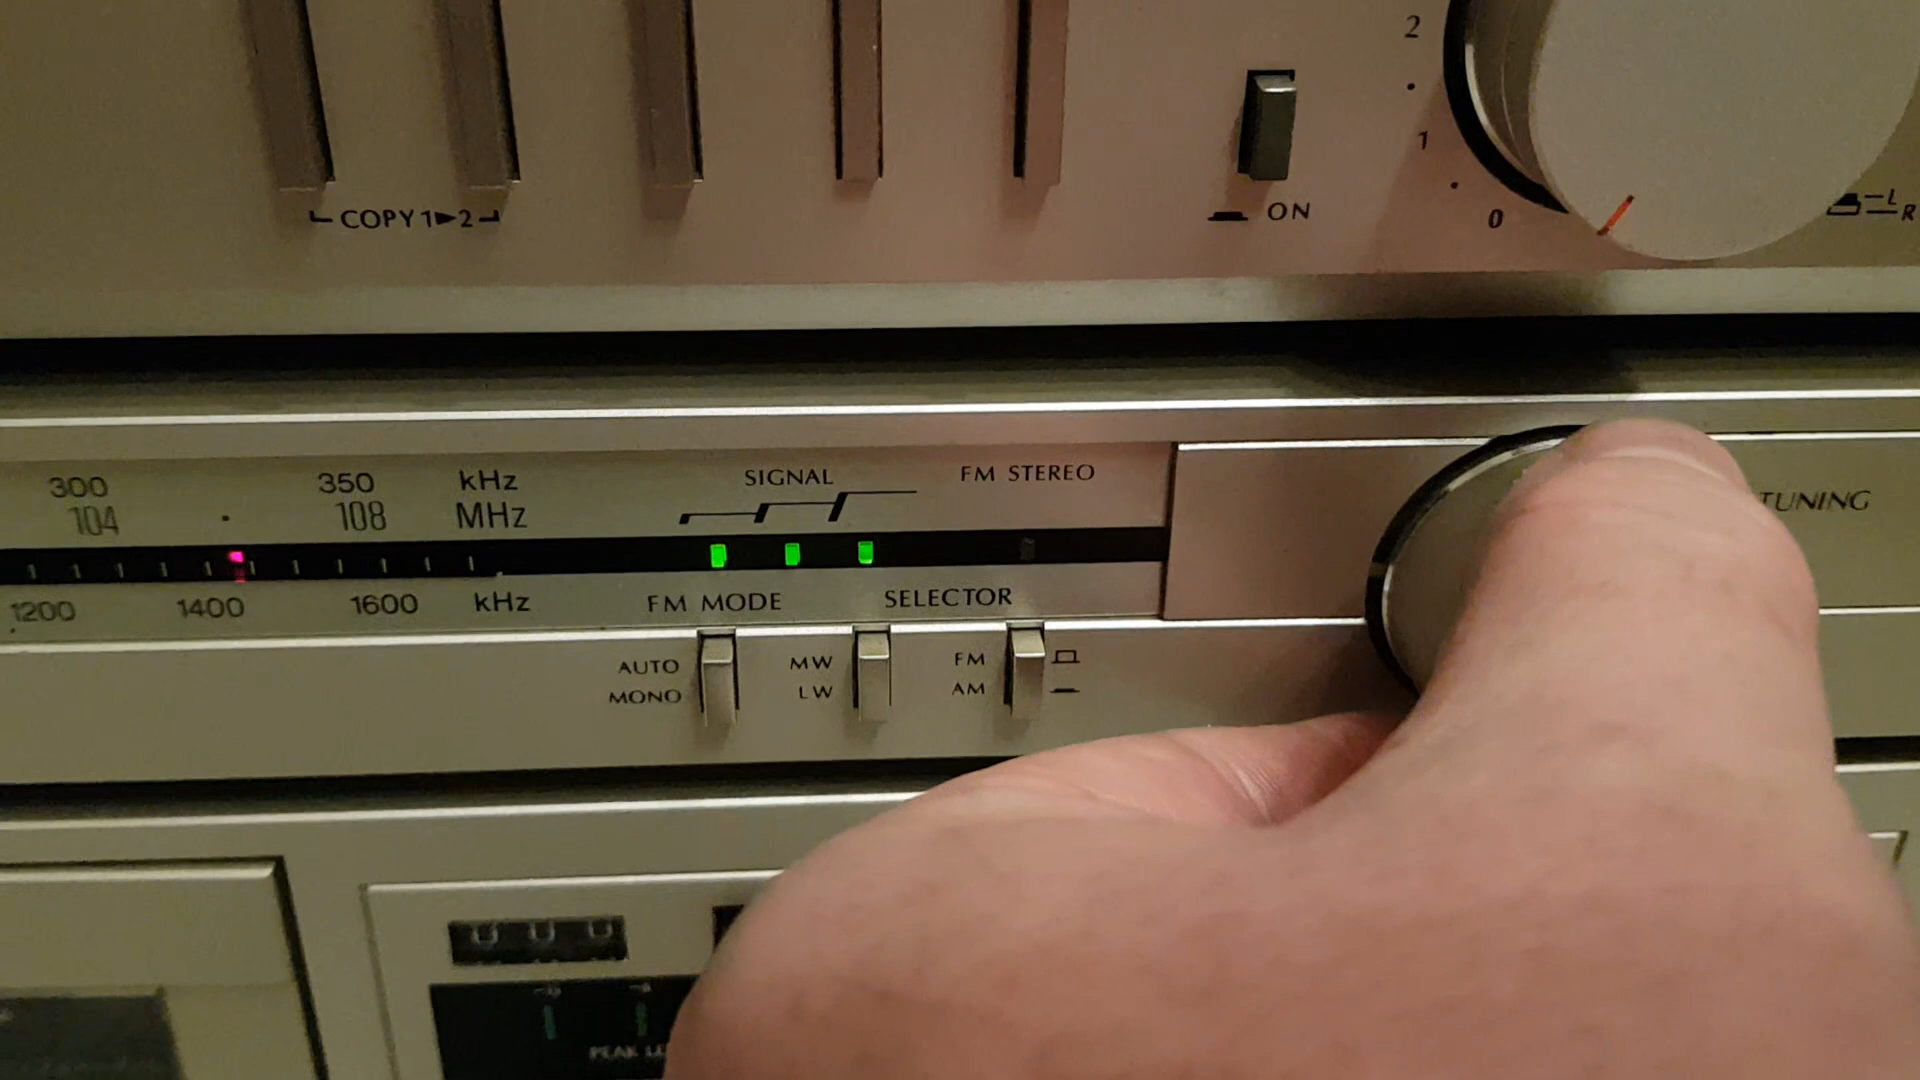 2
1
0
COPY 1▶2
ON
L
R
300 350 kHz
104 · 108 MHz
1200 1400 1600 kHz
SIGNAL
FM STEREO
TUNING
FM MODE
SELECTOR
AUTO
MONO
MW
LW
FM
AM
PEAK